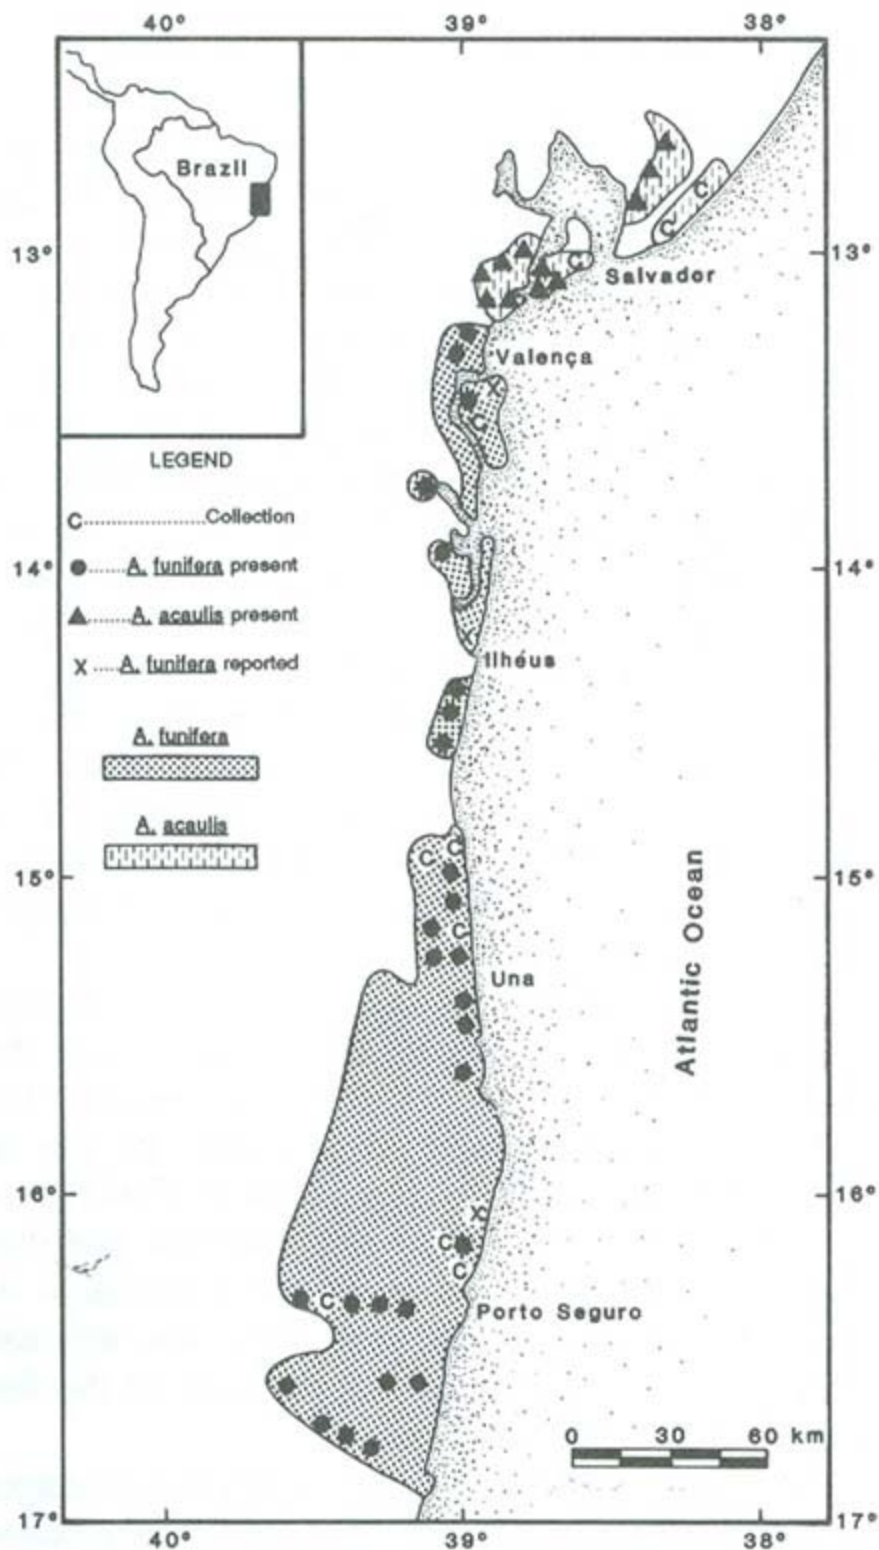 40° 39° 38°
Brazil
13° 13°
Salvador
Valença
LEGEND
C..................Collection
.....A. funifera present
.....A. acaulis present
X ....A. funifera reported
14° 14°
Ilhéus
A. funifera
A. acaulis
C C
C
C
C
C C
C
15° 15°
Una
Atlantic Ocean
16° 16°
X
X
X
C
C
C
Porto Seguro
0 30 60 km
17°
40° 39° 38°